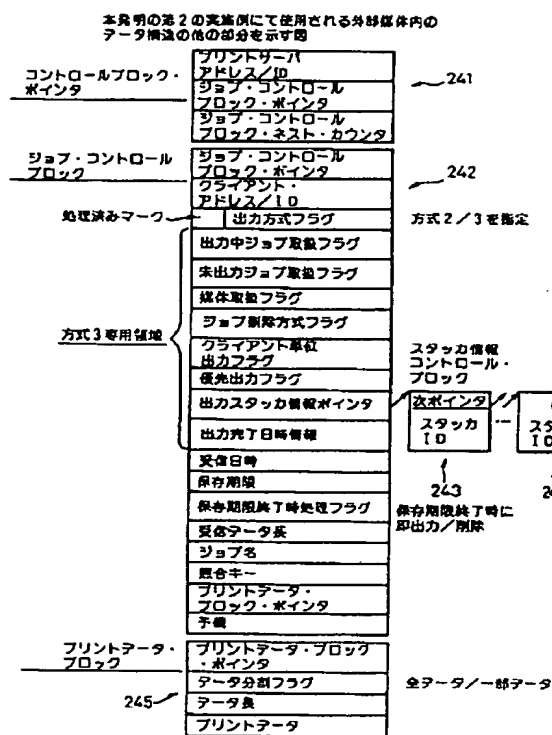 本発明の第2の実施例にて使用される外部媒体内の
データ構造の他の部分を示す図
コントロールブロック・
ポインタ
プリントサーバ
アドレス/ID
ジョブ・コントロール
ブロック・ポインタ
ジョブ・コントロール
ブロック・ネスト・カウンタ
241
ジョブ・コントロール
ブロック
ジョブ・コントロール
ブロック・ポインタ
クライアント・
アドレス/ID
242
処理済みマーク
出力方式フラグ
方式2/3を指定
出力中ジョブ取扱フラグ
未出力ジョブ取扱フラグ
媒体取扱フラグ
ジョブ削除方式フラグ
方式3専用領域
クライアント単位
出力フラグ
優先出力フラグ
出力スタッカ情報ポインタ
出力完了日時情報
スタッカ情報
コントロール・
ブロック
次ポインタ
スタッカ
ID
…
スタ
ID
243
24
受信日時
保存期限
保存期限終了時処理フラグ
保存期限終了時に
即出力/削除
受信データ長
ジョブ名
照合キー
プリントデータ・
ブロック・ポインタ
予備
プリントデータ・
ブロック
プリントデータ・ブロック
・ポインタ
データ分割フラグ
全データ/一部データ
245
データ長
プリントデータ